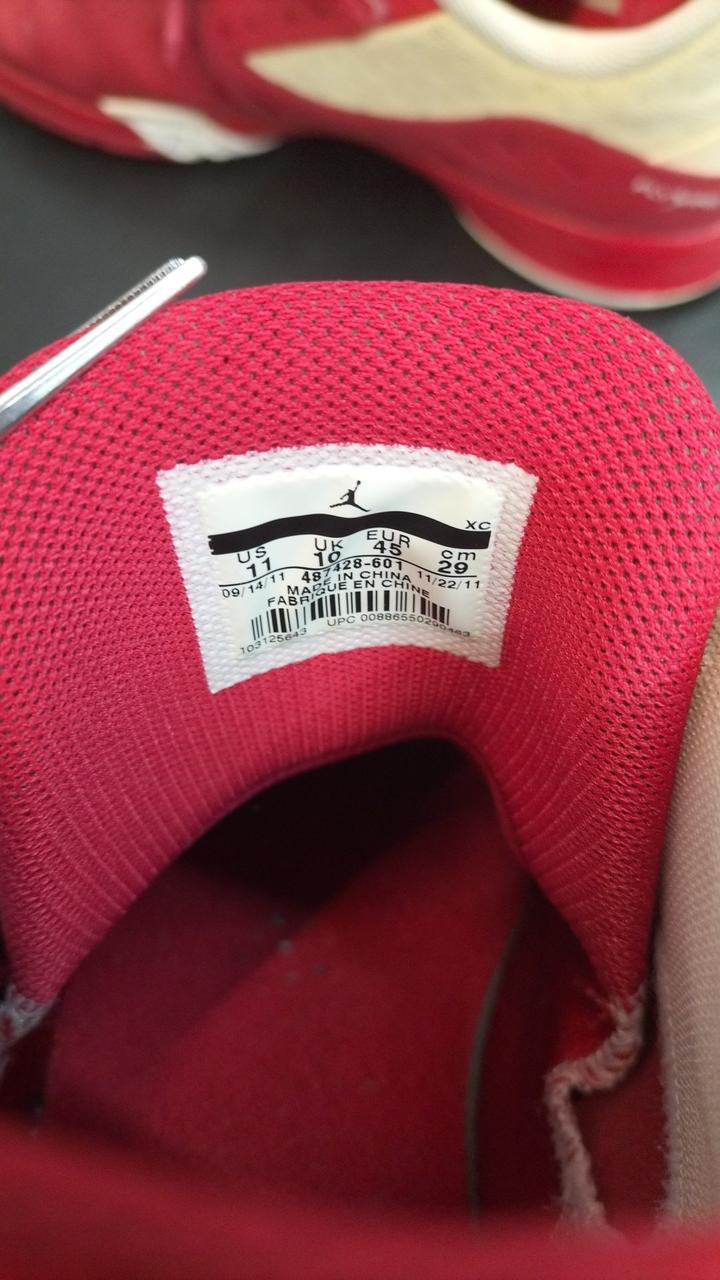 XC
US UK EUR cm
11 10 45 29
09/14/11 487428-601 11/22/11
MADE IN CHINA
FABRIQUE EN CHINE
103125643 UPC 00886550290463